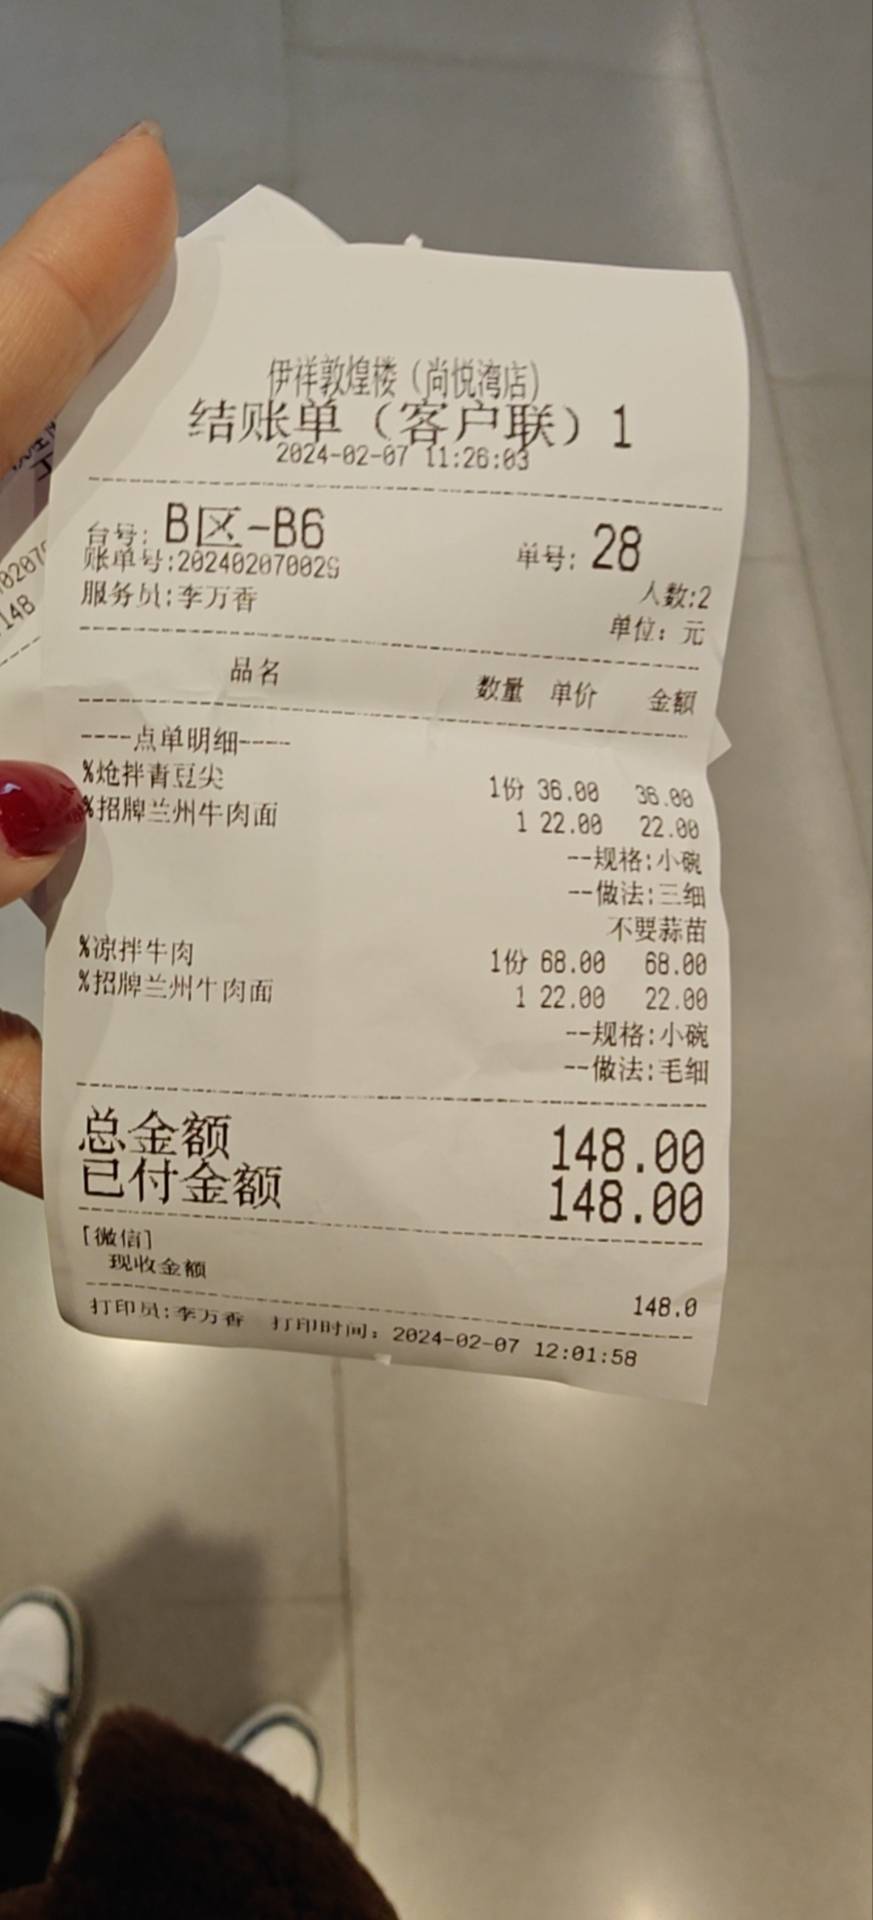 伊祥敦煌楼（尚悦湾店）
结账单（客户联）1
2024-02-07 11:26:03
台号: B区-B6 单号: 28
账单号:202402070029
服务员:李万香 人数:2
单位: 元
品名 数量 单价 金额
----点单明细----
%炝拌青豆尖 1份 36.00 36.00
%招牌兰州牛肉面 1 22.00 22.00
--规格:小碗
--做法:三细
不要蒜苗
%凉拌牛肉 1份 68.00 68.00
%招牌兰州牛肉面 1 22.00 22.00
--规格:小碗
--做法:毛细
总金额 148.00
已付金额 148.00
[微信]
现收金额 148.0
打印员:李万香 打印时间: 2024-02-07 12:01:58
148